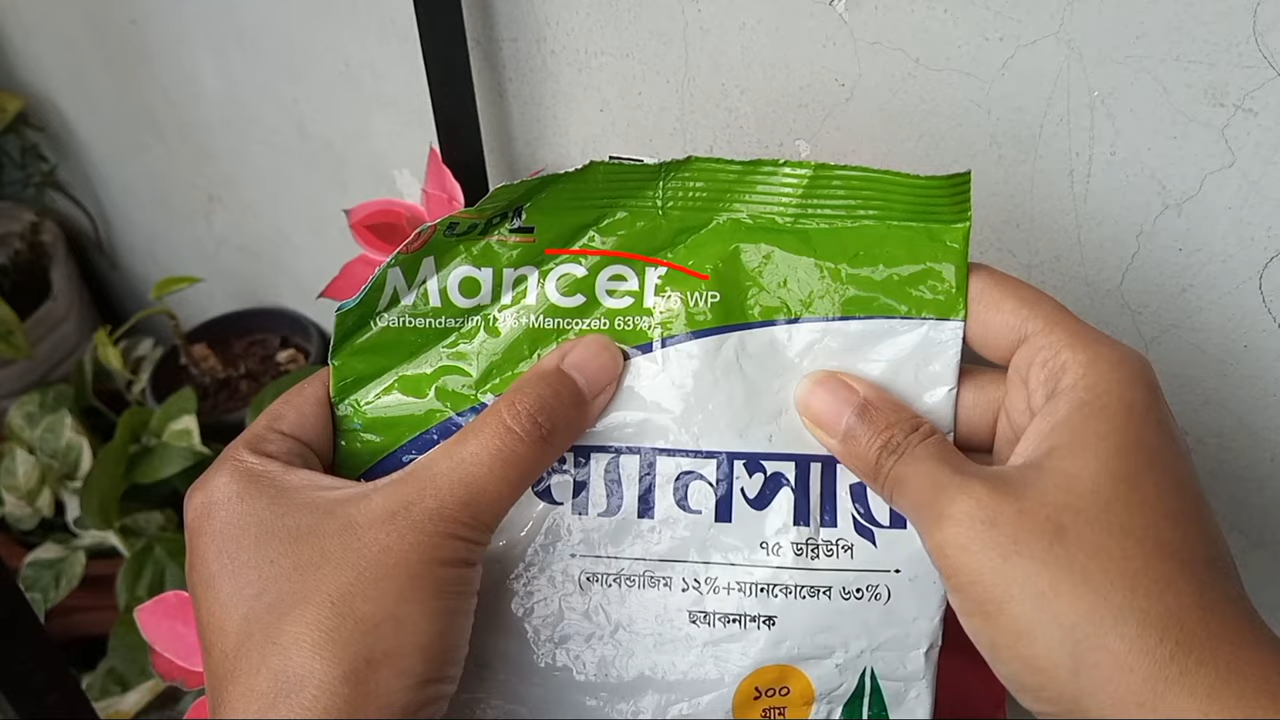 UPL
Mancer 75 WP
(Carbendazim 12%+Mancozeb 63%)
ম্যানসার
৭৫ ডব্লিউপি
(কার্বেন্ডাজিম ১২%+ম্যানকোজেব ৬৩%)
ছত্রাকনাশক
১০০
গ্রাম